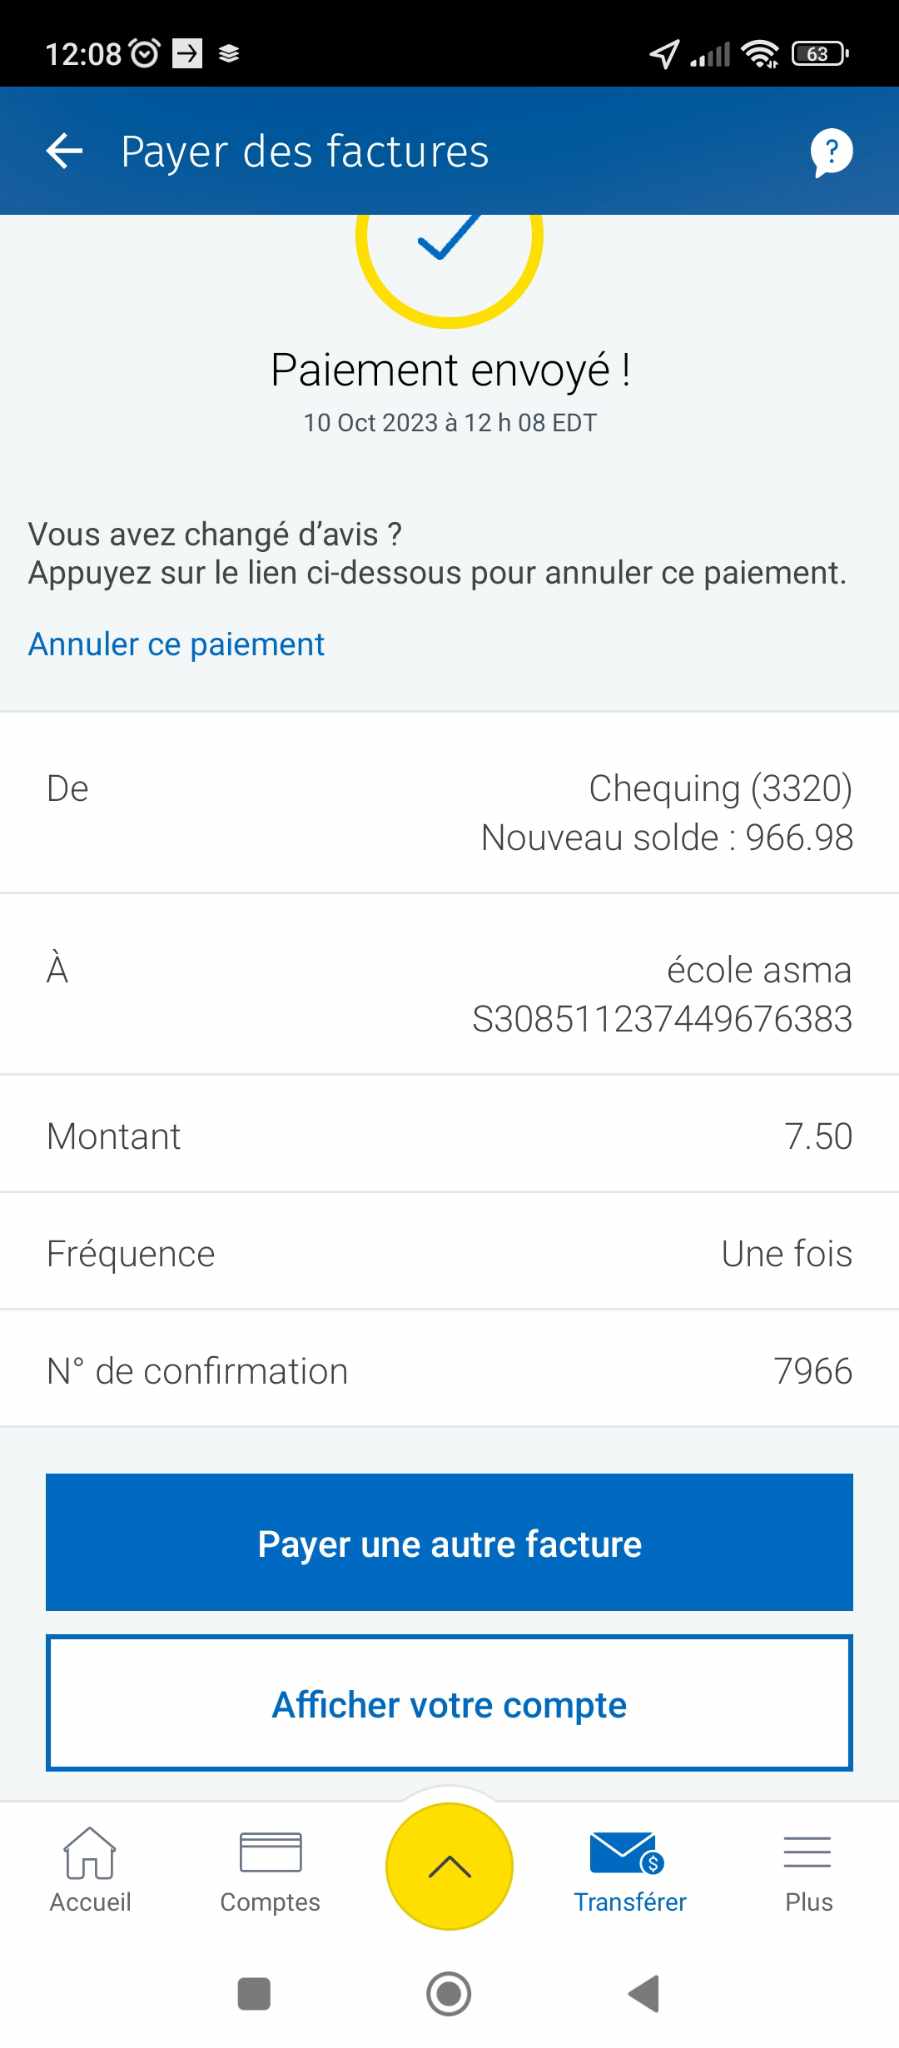 12:08
63
Payer des factures
?
Paiement envoyé !
10 Oct 2023 à 12 h 08 EDT
Vous avez changé d’avis ?
Appuyez sur le lien ci-dessous pour annuler ce paiement.
Annuler ce paiement
De
Chequing (3320)
Nouveau solde : 966.98
À
école asma
S308511237449676383
Montant
7.50
Fréquence
Une fois
N° de confirmation
7966
Payer une autre facture
Afficher votre compte
$
Accueil
Comptes
Transférer
Plus